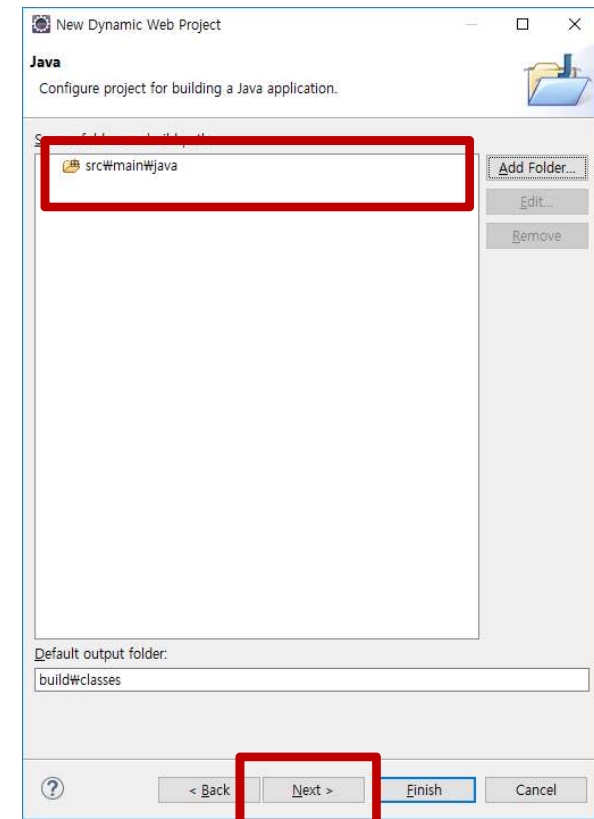 New Dynamic Web Project
Java
Configure project for building a Java application.
src₩main₩java
Add Folder...
Edit...
Remove
Default output folder:
build₩classes
< Back
Next >
Finish
Cancel